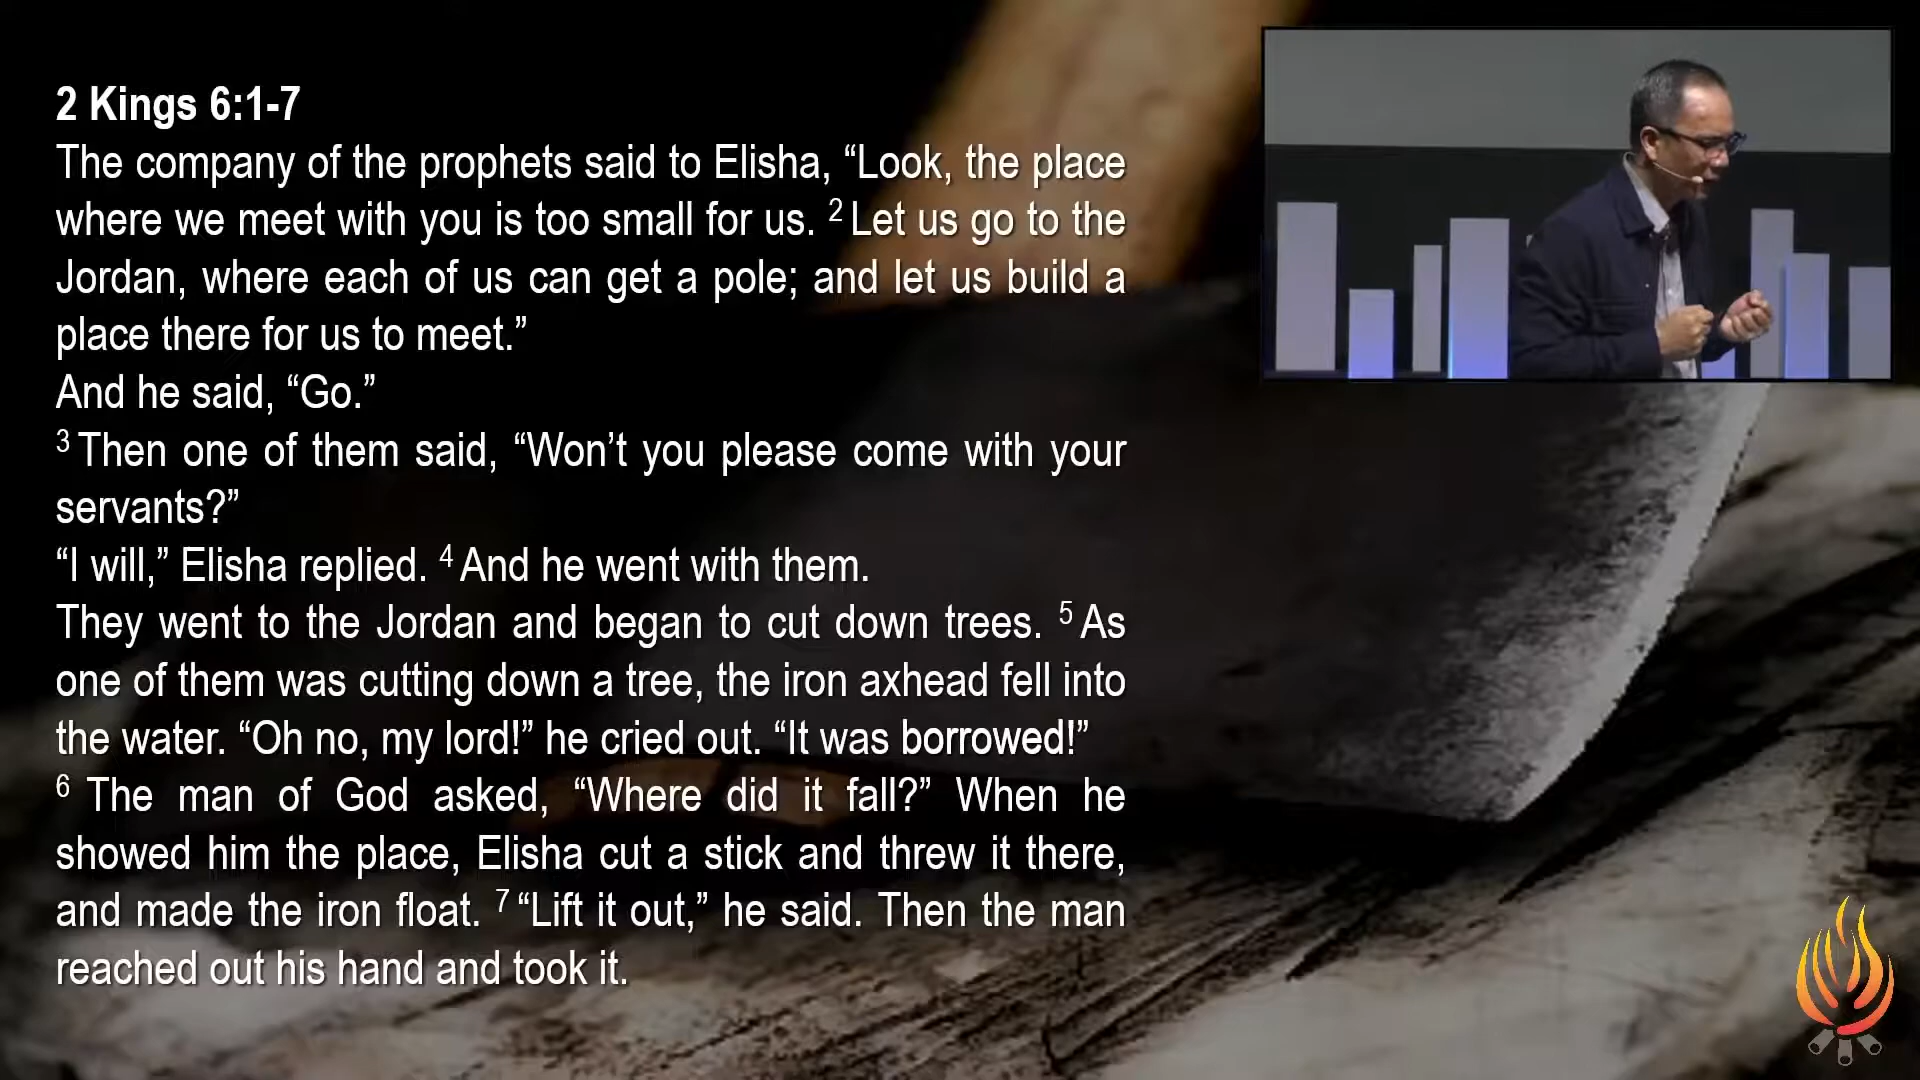 2 Kings 6:1-7
The company of the prophets said to Elisha, “Look, the place
where we meet with you is too small for us. 2 Let us go to the
Jordan, where each of us can get a pole; and let us build a
place there for us to meet.”
And he said, “Go.”
3 Then one of them said, “Won’t you please come with your
servants?”
“I will,” Elisha replied. 4 And he went with them.
They went to the Jordan and began to cut down trees. 5 As
one of them was cutting down a tree, the iron axhead fell into
the water. “Oh no, my lord!” he cried out. “It was borrowed!”
6 The man of God asked, “Where did it fall?” When he
showed him the place, Elisha cut a stick and threw it there,
and made the iron float. 7 “Lift it out,” he said. Then the man
reached out his hand and took it.